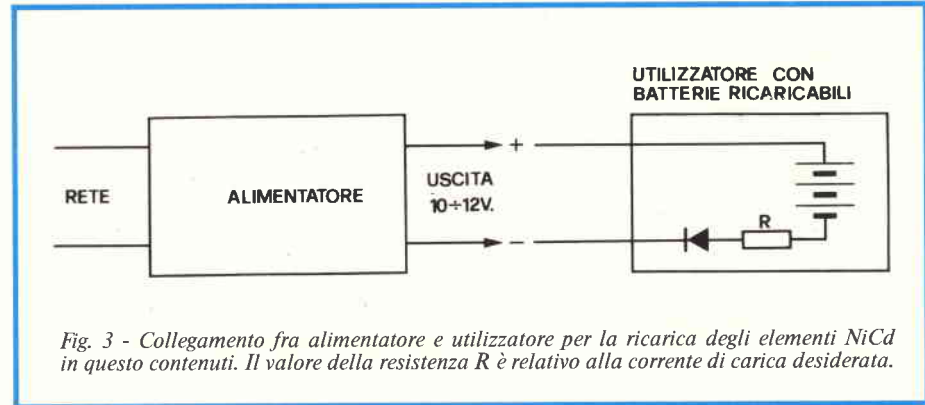 UTILIZZATORE CON
BATTERIE RICARICABILI
RETE
ALIMENTATORE
+
USCITA
10÷12V.
−
R
Fig. 3 - Collegamento fra alimentatore e utilizzatore per la ricarica degli elementi NiCd
in questo contenuti. Il valore della resistenza R è relativo alla corrente di carica desiderata.